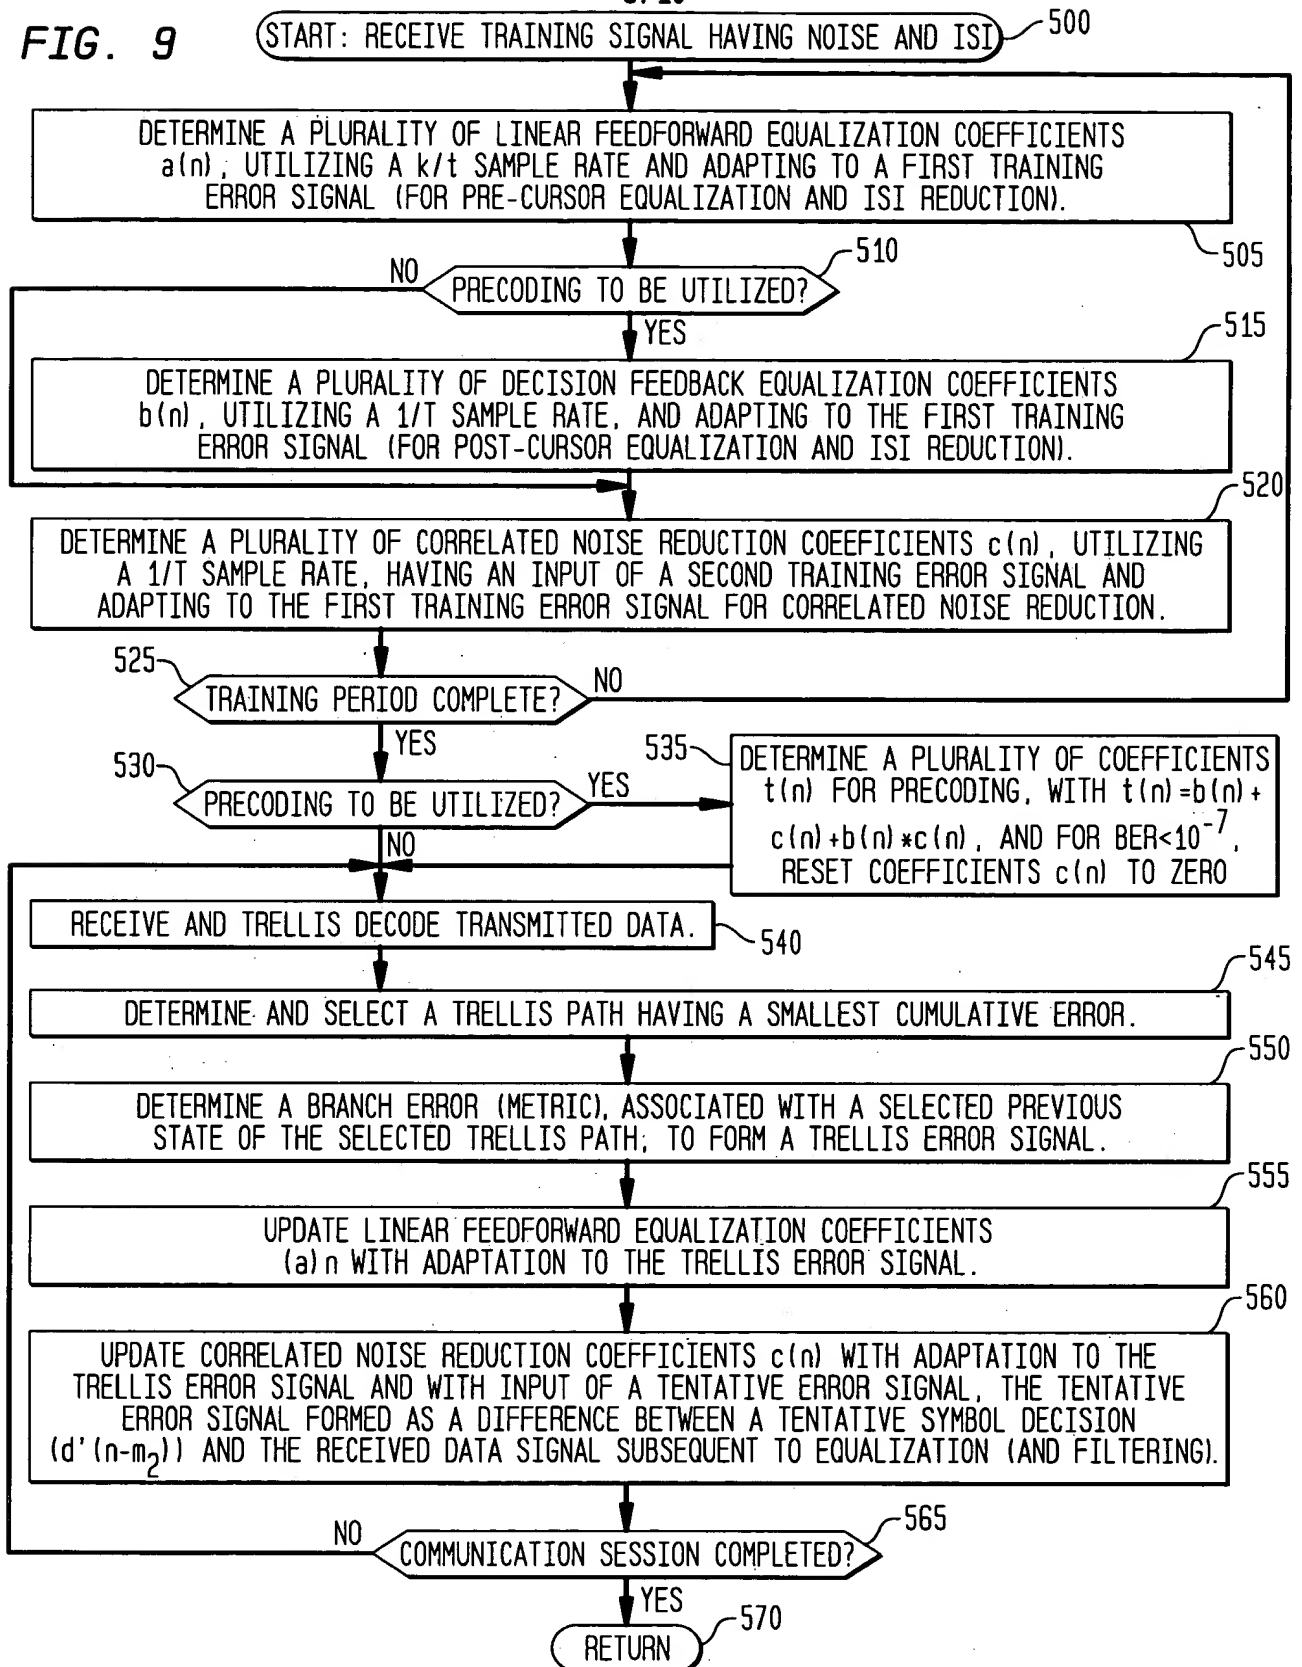 FIG. 9
START: RECEIVE TRAINING SIGNAL HAVING NOISE AND ISI
500
DETERMINE A PLURALITY OF LINEAR FEEDFORWARD EQUALIZATION COEFFICIENTS
a(n), UTILIZING A k/t SAMPLE RATE AND ADAPTING TO A FIRST TRAINING
ERROR SIGNAL (FOR PRE-CURSOR EQUALIZATION AND ISI REDUCTION).
505
PRECODING TO BE UTILIZED?
510
NO
YES
515
DETERMINE A PLURALITY OF DECISION FEEDBACK EQUALIZATION COEFFICIENTS
b(n), UTILIZING A 1/T SAMPLE RATE, AND ADAPTING TO THE FIRST TRAINING
ERROR SIGNAL (FOR POST-CURSOR EQUALIZATION AND ISI REDUCTION).
520
DETERMINE A PLURALITY OF CORRELATED NOISE REDUCTION COEEFICIENTS c(n), UTILIZING
A 1/T SAMPLE RATE, HAVING AN INPUT OF A SECOND TRAINING ERROR SIGNAL AND
ADAPTING TO THE FIRST TRAINING ERROR SIGNAL FOR CORRELATED NOISE REDUCTION.
525
TRAINING PERIOD COMPLETE?
NO
YES
530
PRECODING TO BE UTILIZED?
YES
NO
535
DETERMINE A PLURALITY OF COEFFICIENTS
t(n) FOR PRECODING, WITH t(n)=b(n)+
c(n)+b(n)*c(n), AND FOR BER<10⁻⁷,
RESET COEFFICIENTS c(n) TO ZERO
RECEIVE AND TRELLIS DECODE TRANSMITTED DATA.
540
545
DETERMINE AND SELECT A TRELLIS PATH HAVING A SMALLEST CUMULATIVE ERROR.
550
DETERMINE A BRANCH ERROR (METRIC), ASSOCIATED WITH A SELECTED PREVIOUS
STATE OF THE SELECTED TRELLIS PATH, TO FORM A TRELLIS ERROR SIGNAL.
555
UPDATE LINEAR FEEDFORWARD EQUALIZATION COEFFICIENTS
(a)n WITH ADAPTATION TO THE TRELLIS ERROR SIGNAL.
560
UPDATE CORRELATED NOISE REDUCTION COEFFICIENTS c(n) WITH ADAPTATION TO THE
TRELLIS ERROR SIGNAL AND WITH INPUT OF A TENTATIVE ERROR SIGNAL, THE TENTATIVE
ERROR SIGNAL FORMED AS A DIFFERENCE BETWEEN A TENTATIVE SYMBOL DECISION
(d'(n-m₂)) AND THE RECEIVED DATA SIGNAL SUBSEQUENT TO EQUALIZATION (AND FILTERING).
565
COMMUNICATION SESSION COMPLETED?
NO
YES
570
RETURN